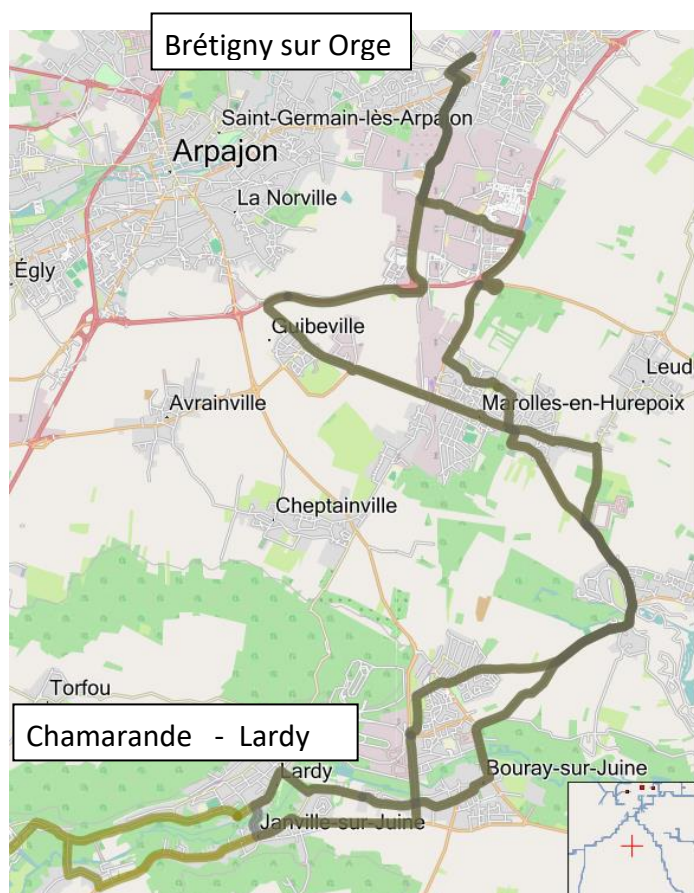 Brétigny sur Orge
Saint-Germain-lès-Arpajon
Arpajon
La Norville
Égly
Guibeville
Leud
Avrainville
Marolles-en-Hurepoix
Cheptainville
Torfou
Chamarande - Lardy
Lardy
Bouray-sur-Juine
Janville-sur-Juine